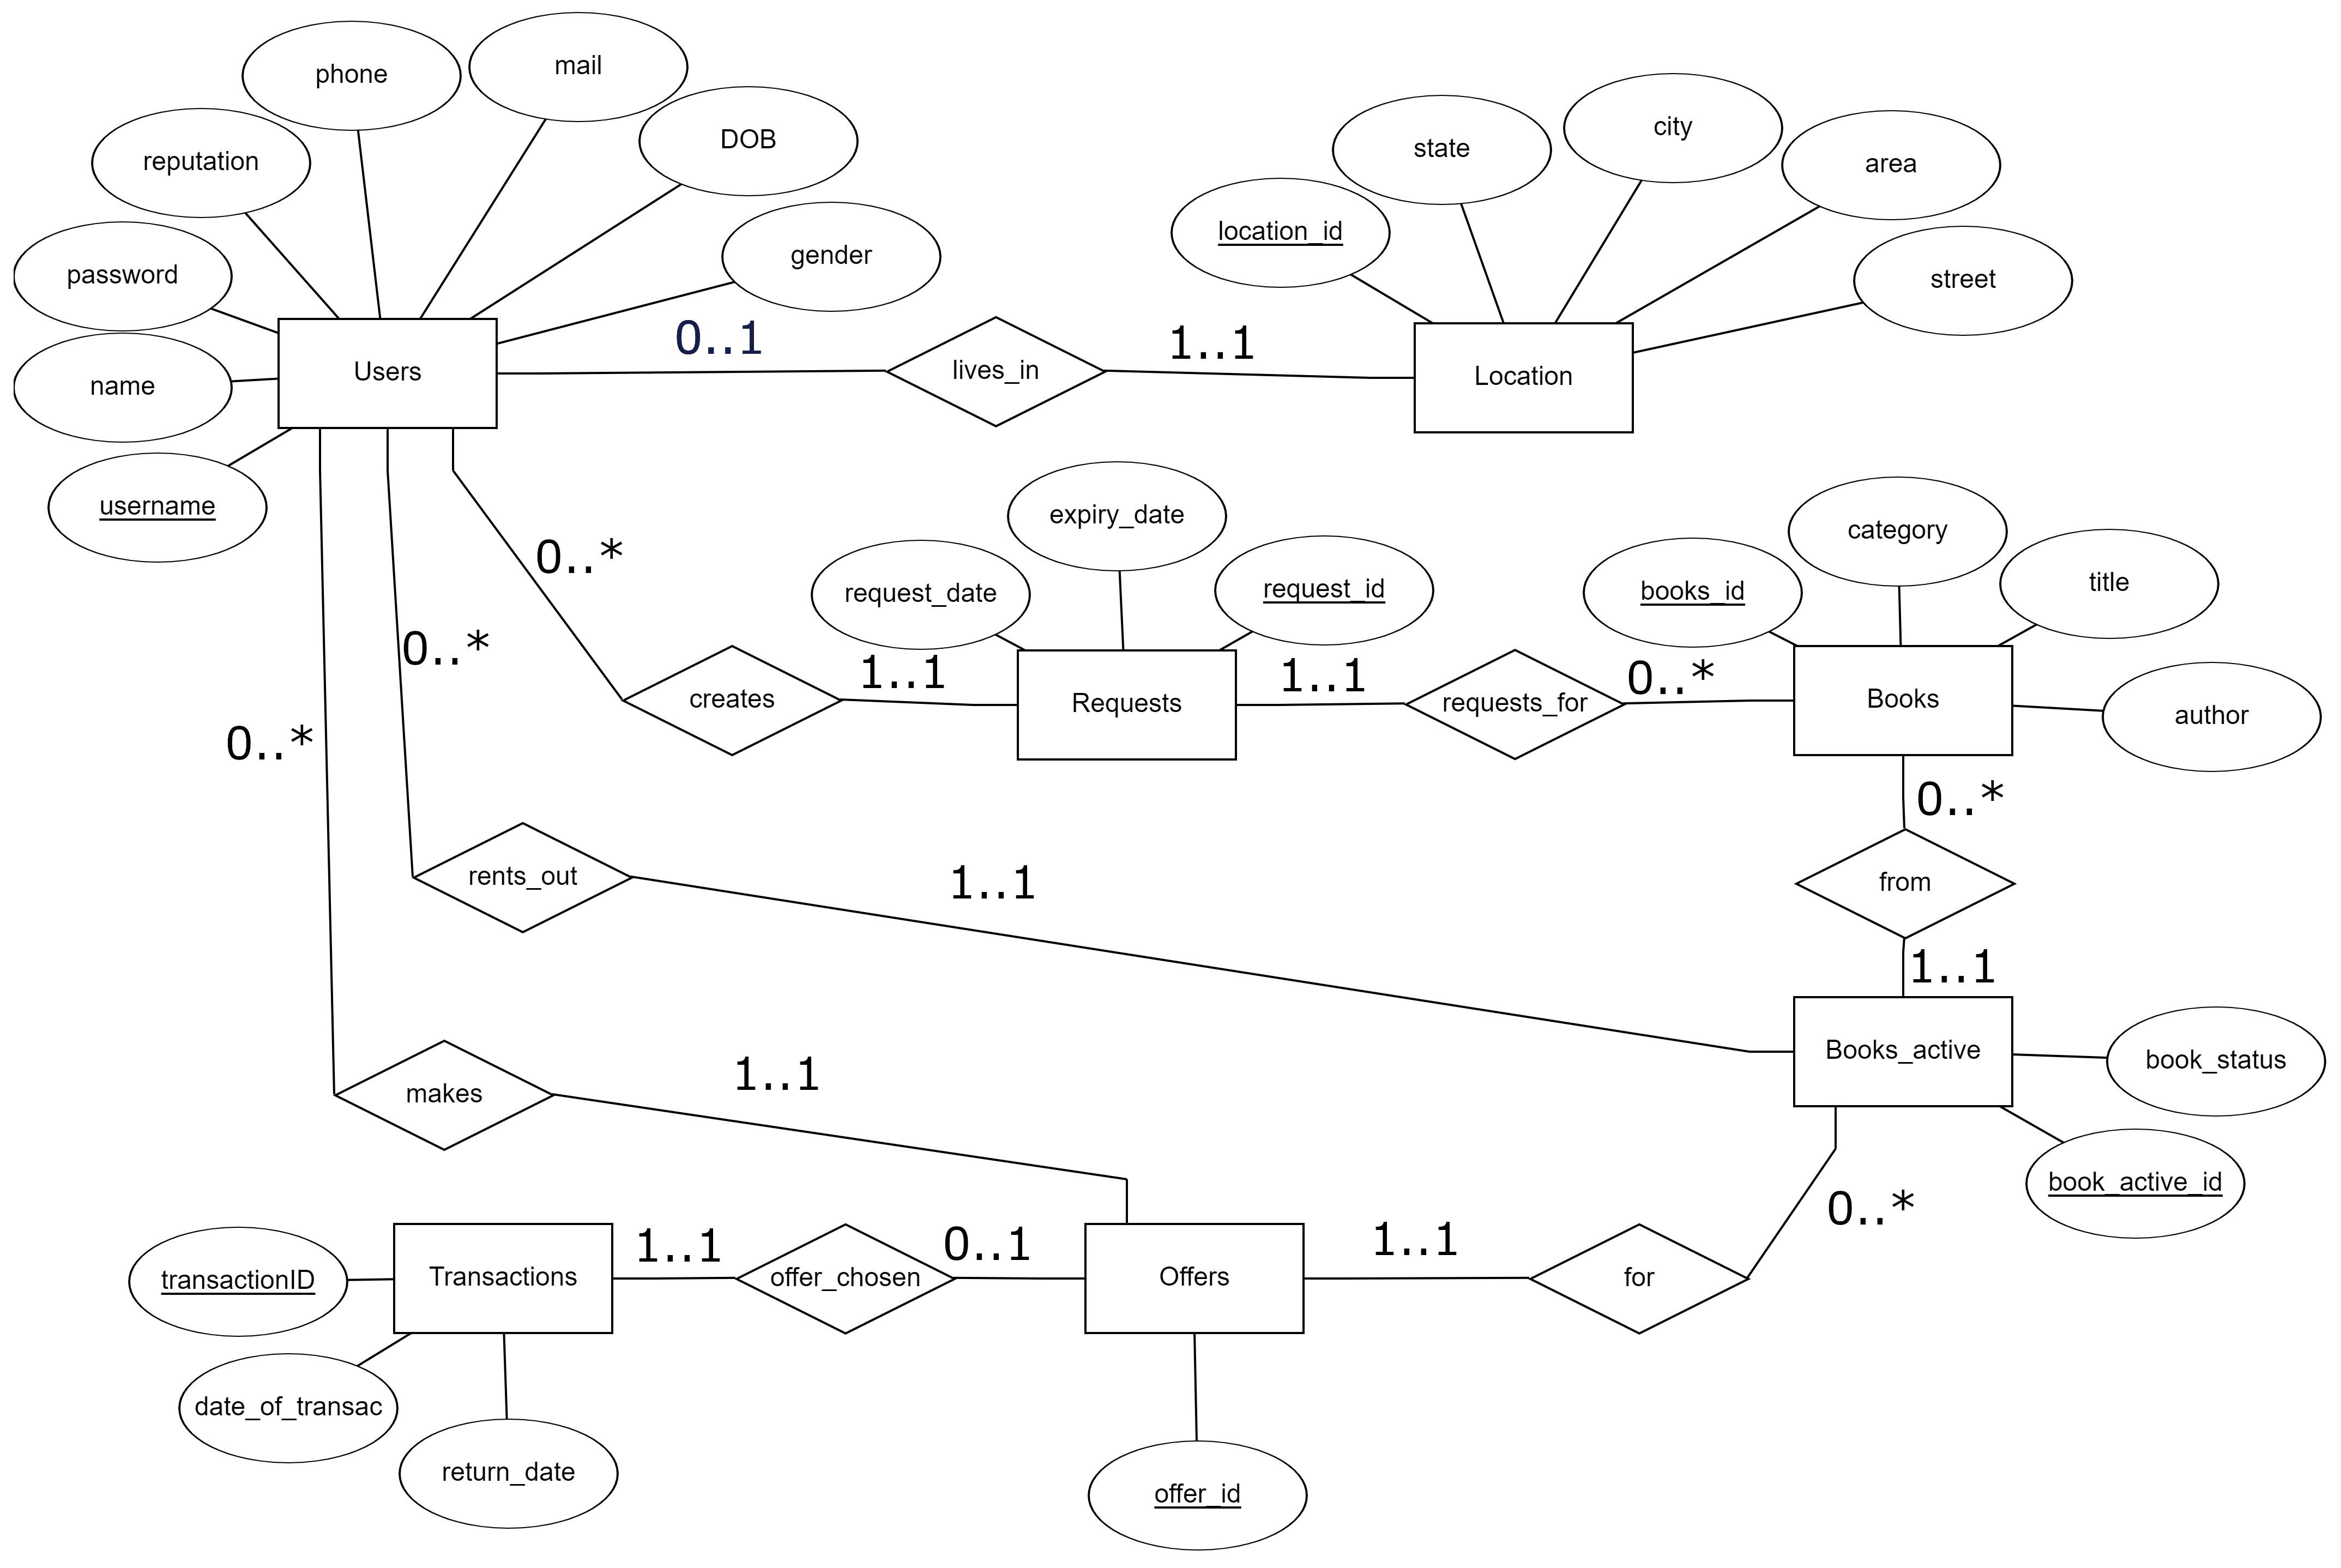 mail
phone
DOB
reputation
gender
password
name
username
Users
0..1
lives_in
1..1
Location
location_id
state
city
area
street
0..*
creates
1..1
Requests
request_date
expiry_date
request_id
1..1
requests_for
0..*
Books
books_id
category
title
author
0..*
from
1..1
0..*
rents_out
1..1
Books_active
book_status
book_active_id
0..*
makes
1..1
Transactions
transactionID
date_of_transac
return_date
1..1
offer_chosen
0..1
Offers
offer_id
1..1
for
0..*